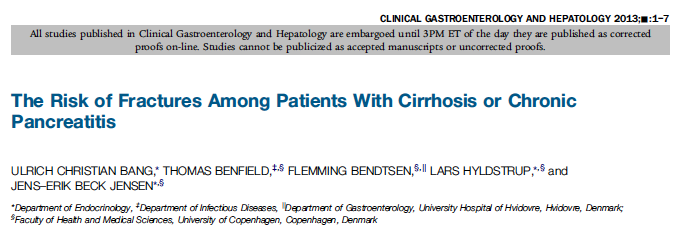 CLINICAL GASTROENTEROLOGY AND HEPATOLOGY 2013;■:1–7
All studies published in Clinical Gastroenterology and Hepatology are embargoed until 3PM ET of the day they are published as corrected
proofs on-line. Studies cannot be publicized as accepted manuscripts or uncorrected proofs.
The Risk of Fractures Among Patients With Cirrhosis or Chronic
Pancreatitis
ULRICH CHRISTIAN BANG,* THOMAS BENFIELD,‡,§ FLEMMING BENDTSEN,§,∥ LARS HYLDSTRUP,*,§ and
JENS–ERIK BECK JENSEN*,§
*Department of Endocrinology, ‡Department of Infectious Diseases, ∥Department of Gastroenterology, University Hospital of Hvidovre, Hvidovre, Denmark;
§Faculty of Health and Medical Sciences, University of Copenhagen, Copenhagen, Denmark